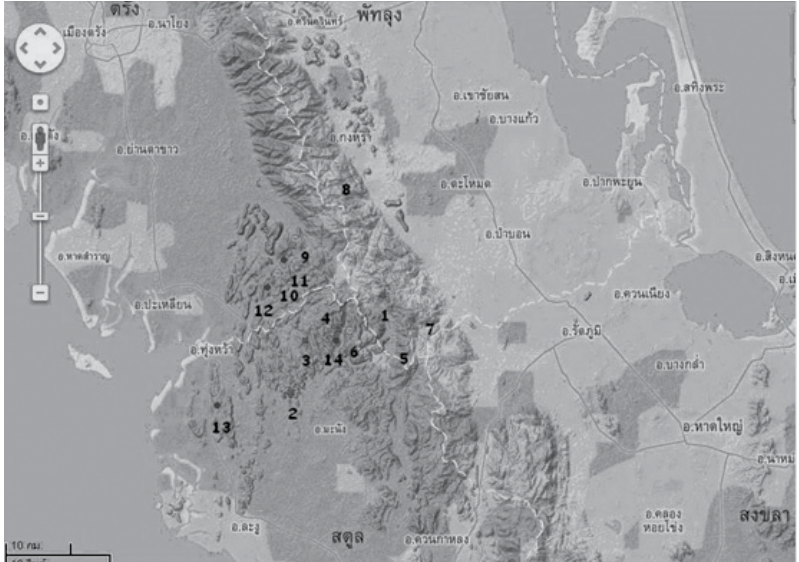 ตรัง
อ.นาโยง
เมืองตรัง
อ.ศรีนครินทร์
พัทลุง
อ.เขาชัยสน
อ.สทิงพระ
อ.บางแก้ว
อ.กงหรา
อ.ย่านตาขาว
อ.ตะโหมด
อ.ปากพะยูน
8
อ.ป่าบอน
อ.หาดสำราญ
9
11
10
อ.ควนเนียง
อ.ปะเหลียน
12
4
1
7
อ.รัตภูมิ
อ.ทุ่งหว้า
3
14
6
5
อ.บางกล่ำ
2
13
อ.มะนัง
อ.หาดใหญ่
อ.คลอง
หอยโข่ง
สงขลา
อ.ละงู
สตูล
อ.ควนกาหลง
10 กม.